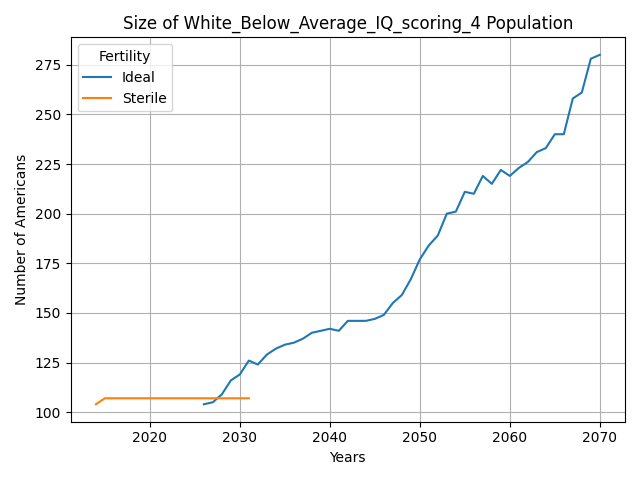 Size of White_Below_Average_IQ_scoring_4 Population
Fertility
Ideal
Sterile
Number of Americans
275
250
225
200
175
150
125
100
2020
2030
2040
2050
2060
2070
Years